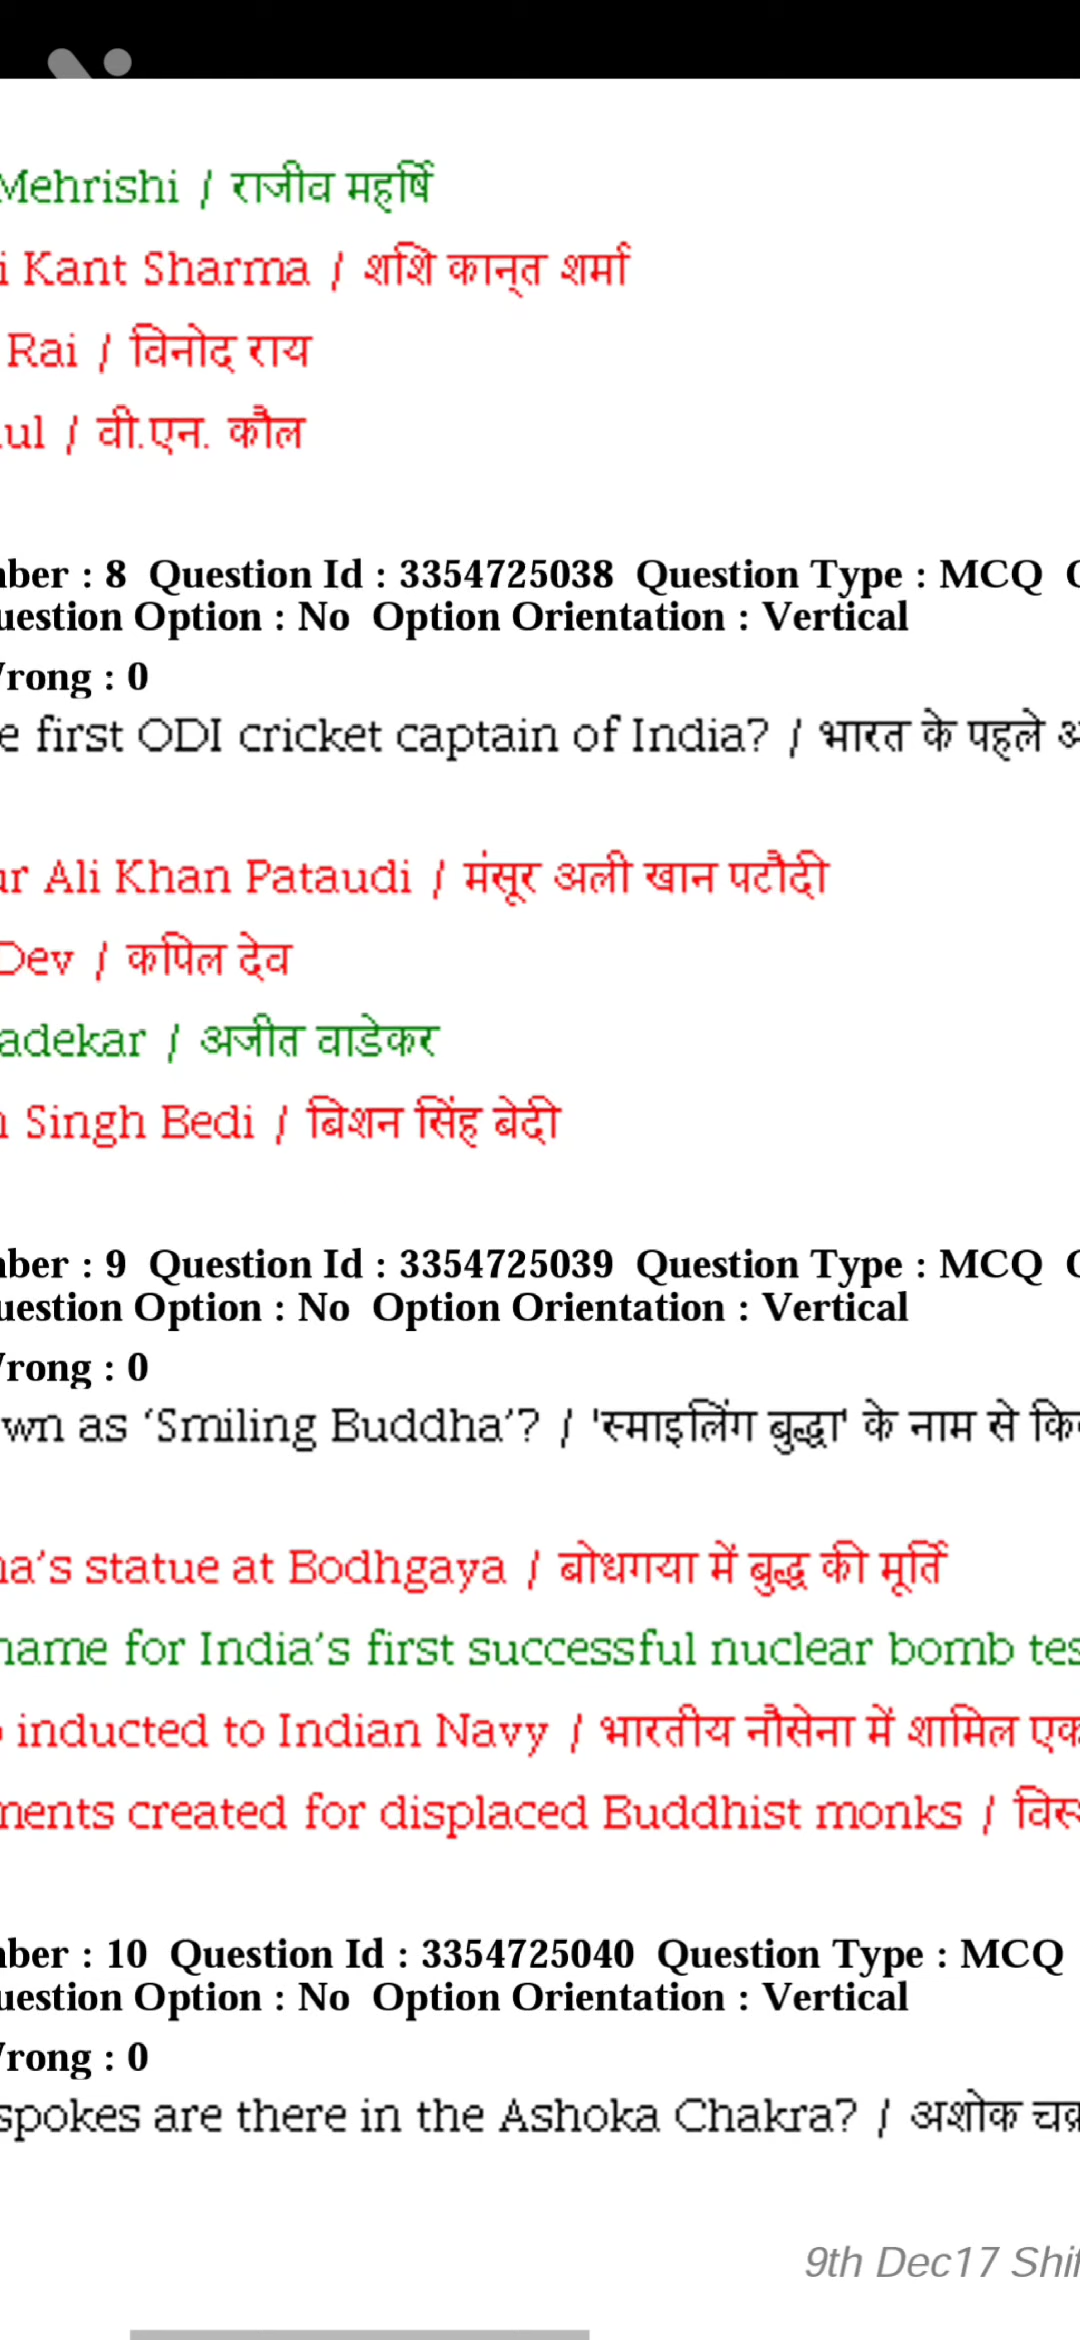 Mehrishi / राजीव महर्षि
i Kant Sharma / शशि कान्त शर्मा
Rai / विनोद राय
ul / वी.एन. कौल
ber : 8 Question Id : 3354725038 Question Type : MCQ
uestion Option : No Option Orientation : Vertical
rong : 0
e first ODI cricket captain of India? / भारत के पहले
ur Ali Khan Pataudi / मंसूर अली खान पटौदी
Dev / कपिल देव
adekar / अजीत वाडेकर
Singh Bedi / बिशन सिंह बेदी
ber : 9 Question Id : 3354725039 Question Type : MCQ
uestion Option : No Option Orientation : Vertical
rong : 0
wn as ‘Smiling Buddha’? / 'स्माइलिंग बुद्धा' के नाम से
a’s statue at Bodhgaya / बोधगया में बुद्ध की मूर्ति
name for India’s first successful nuclear bomb tes
inducted to Indian Navy / भारतीय नौसेना में शामिल एक
ments created for displaced Buddhist monks /
ber : 10 Question Id : 3354725040 Question Type : MCQ
uestion Option : No Option Orientation : Vertical
rong : 0
spokes are there in the Ashoka Chakra? / अशोक
9th Dec17 Shif